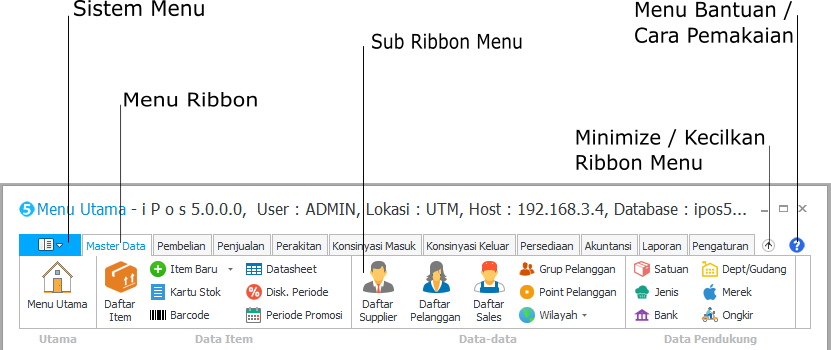 Sistem Menu
Menu Bantuan /
Cara Pemakaian
Sub Ribbon Menu
Menu Ribbon
Minimize / Kecilkan
Ribbon Menu
5 Menu Utama - i P o s 5.0.0.0, User : ADMIN, Lokasi : UTM, Host : 192.168.3.4, Database : ipos5...
Master Data Pembelian Penjualan Perakitan Konsinyasi Masuk Konsinyasi Keluar Persediaan Akuntansi Laporan Pengaturan ?
Item Baru Datasheet Grup Pelanggan Satuan Dept/Gudang
Kartu Stok Disk. Periode Point Pelanggan Jenis Merek
Menu Utama Daftar Item Daftar Supplier Daftar Pelanggan Daftar Sales
Barcode Periode Promosi Wilayah Bank Ongkir
Utama Data Item Data-data Data Pendukung